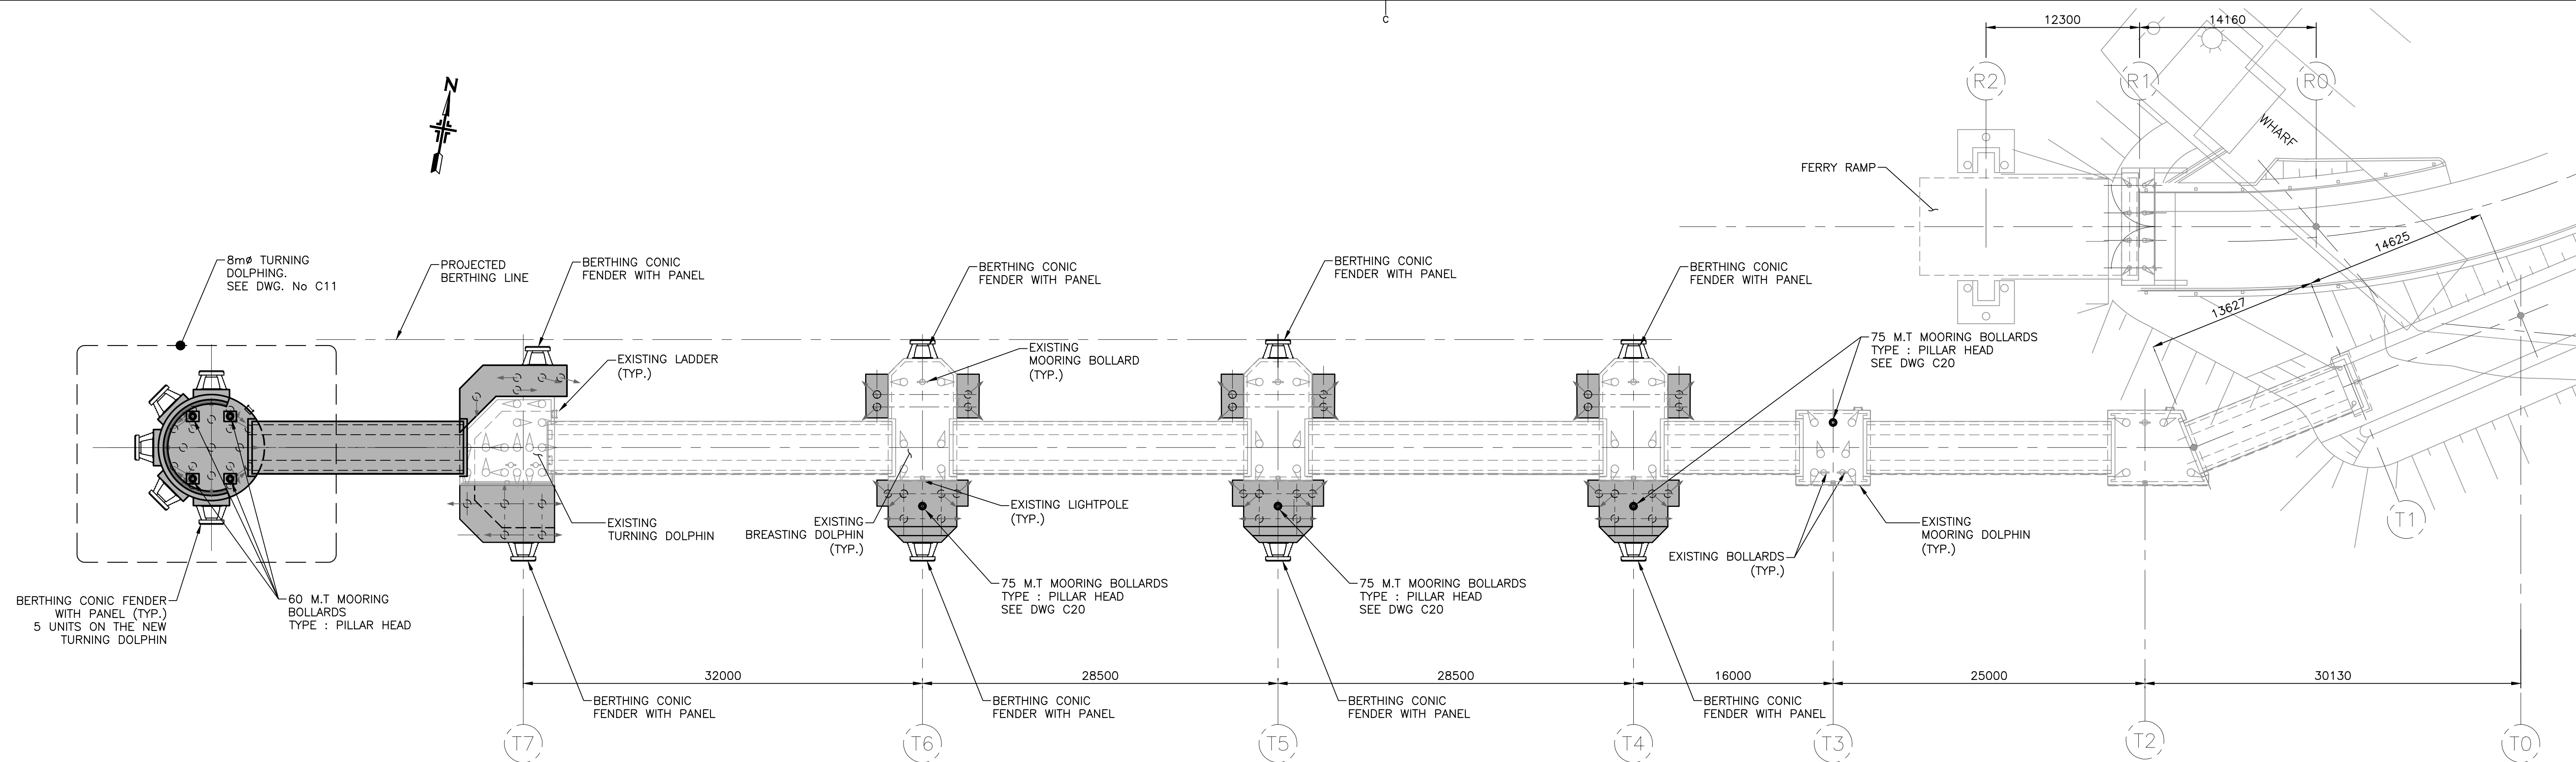 C
12300
14160
R2
R1
R0
N
WHARF
FERRY RAMP
14625
13627
8mø TURNING
DOLPHING.
SEE DWG. No C11
PROJECTED
BERTHING LINE
BERTHING CONIC
FENDER WITH PANEL
BERTHING CONIC
FENDER WITH PANEL
BERTHING CONIC
FENDER WITH PANEL
BERTHING CONIC
FENDER WITH PANEL
EXISTING LADDER
(TYP.)
EXISTING
MOORING BOLLARD
(TYP.)
75 M.T MOORING BOLLARDS
TYPE : PILLAR HEAD
SEE DWG C20
EXISTING
TURNING DOLPHIN
EXISTING
BREASTING DOLPHIN
(TYP.)
EXISTING LIGHTPOLE
(TYP.)
EXISTING BOLLARDS
(TYP.)
EXISTING
MOORING DOLPHIN
(TYP.)
T1
BERTHING CONIC FENDER
WITH PANEL (TYP.)
5 UNITS ON THE NEW
TURNING DOLPHIN
60 M.T MOORING
BOLLARDS
TYPE : PILLAR HEAD
75 M.T MOORING BOLLARDS
TYPE : PILLAR HEAD
SEE DWG C20
75 M.T MOORING BOLLARDS
TYPE : PILLAR HEAD
SEE DWG C20
32000
28500
28500
16000
25000
30130
BERTHING CONIC
FENDER WITH PANEL
BERTHING CONIC
FENDER WITH PANEL
BERTHING CONIC
FENDER WITH PANEL
BERTHING CONIC
FENDER WITH PANEL
T7
T6
T5
T4
T3
T2
T0